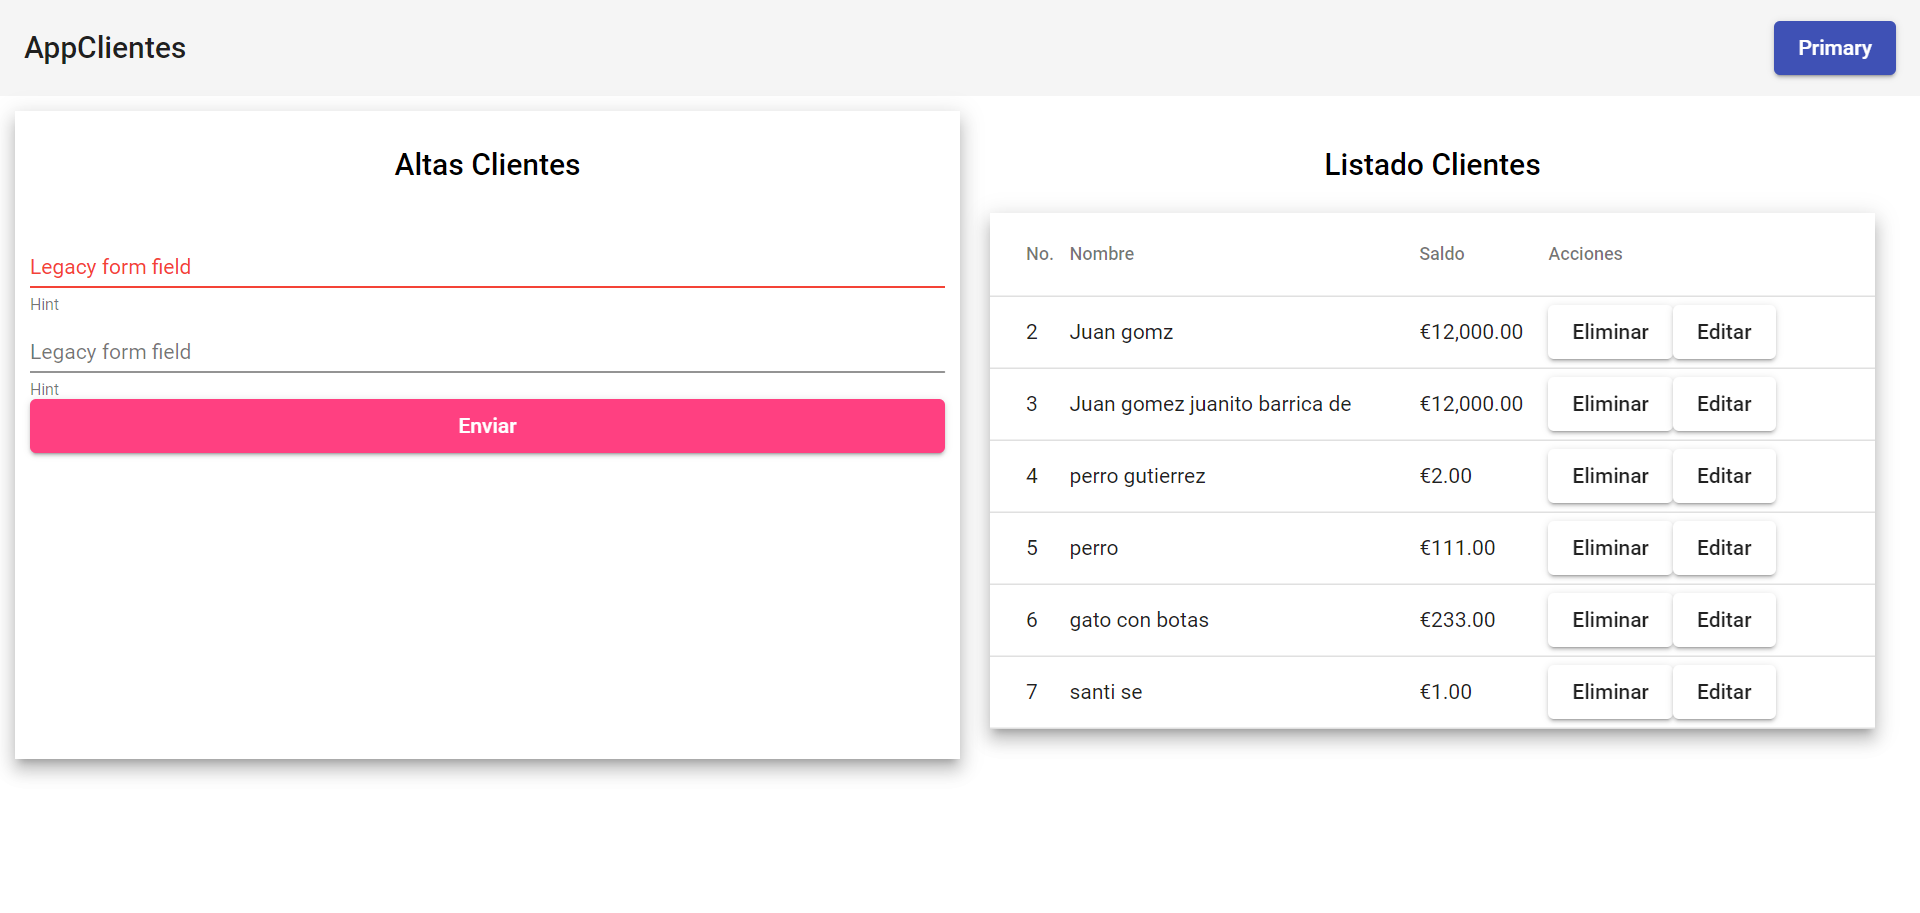 AppClientes
Primary
Altas Clientes
Legacy form field
Hint
Legacy form field
Hint
Enviar
Listado Clientes
No. Nombre Saldo Acciones
2 Juan gomz €12,000.00 Eliminar Editar
3 Juan gomez juanito barrica de €12,000.00 Eliminar Editar
4 perro gutierrez €2.00 Eliminar Editar
5 perro €111.00 Eliminar Editar
6 gato con botas €233.00 Eliminar Editar
7 santi se €1.00 Eliminar Editar